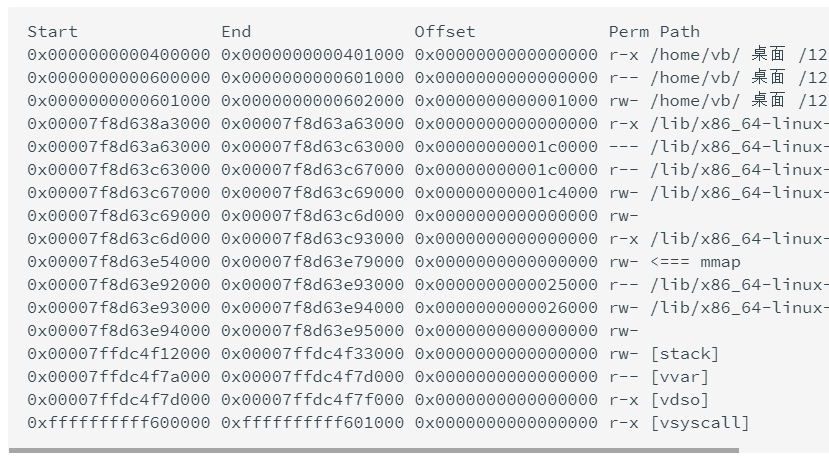 Start End Offset Perm Path
0x0000000000400000 0x0000000000401000 0x0000000000000000 r-x /home/vb/ 桌面 /12
0x0000000000600000 0x0000000000601000 0x0000000000000000 r-- /home/vb/ 桌面 /12
0x0000000000601000 0x0000000000602000 0x0000000000001000 rw- /home/vb/ 桌面 /12
0x00007f8d638a3000 0x00007f8d63a63000 0x0000000000000000 r-x /lib/x86_64-linux-
0x00007f8d63a63000 0x00007f8d63c63000 0x00000000001c0000 --- /lib/x86_64-linux-
0x00007f8d63c63000 0x00007f8d63c67000 0x00000000001c0000 r-- /lib/x86_64-linux-
0x00007f8d63c67000 0x00007f8d63c69000 0x00000000001c4000 rw- /lib/x86_64-linux-
0x00007f8d63c69000 0x00007f8d63c6d000 0x0000000000000000 rw-
0x00007f8d63c6d000 0x00007f8d63c93000 0x0000000000000000 r-x /lib/x86_64-linux-
0x00007f8d63e54000 0x00007f8d63e79000 0x0000000000000000 rw- <=== mmap
0x00007f8d63e92000 0x00007f8d63e93000 0x0000000000025000 r-- /lib/x86_64-linux-
0x00007f8d63e93000 0x00007f8d63e94000 0x0000000000026000 rw- /lib/x86_64-linux-
0x00007f8d63e94000 0x00007f8d63e95000 0x0000000000000000 rw-
0x00007ffdc4f12000 0x00007ffdc4f33000 0x0000000000000000 rw- [stack]
0x00007ffdc4f7a000 0x00007ffdc4f7d000 0x0000000000000000 r-- [vvar]
0x00007ffdc4f7d000 0x00007ffdc4f7f000 0x0000000000000000 r-x [vdso]
0xffffffffff600000 0xffffffffff601000 0x0000000000000000 r-x [vsyscall]